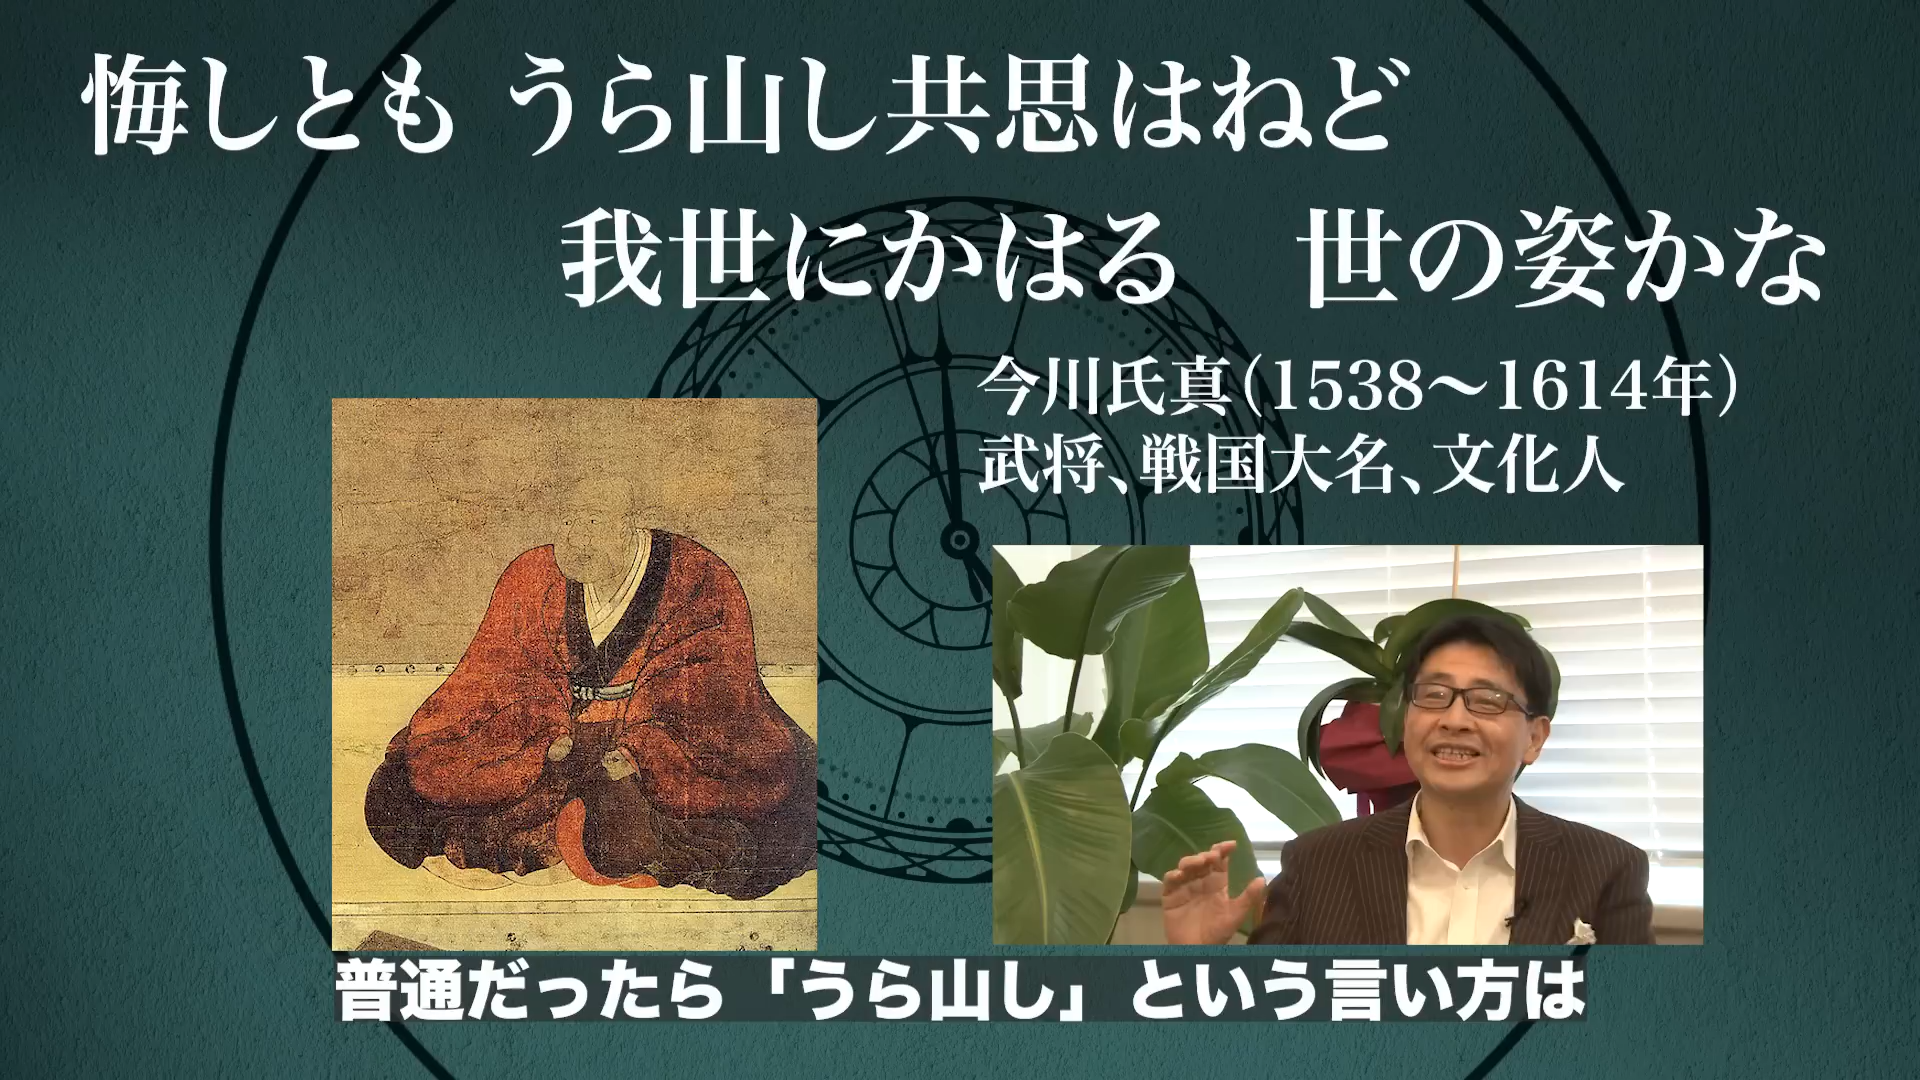 悔しとも うら山し共思はねど
我世にかはる　世の姿かな
今川氏真（1538〜1614年）
武将、戦国大名、文化人
普通だったら「うら山し」という言い方は